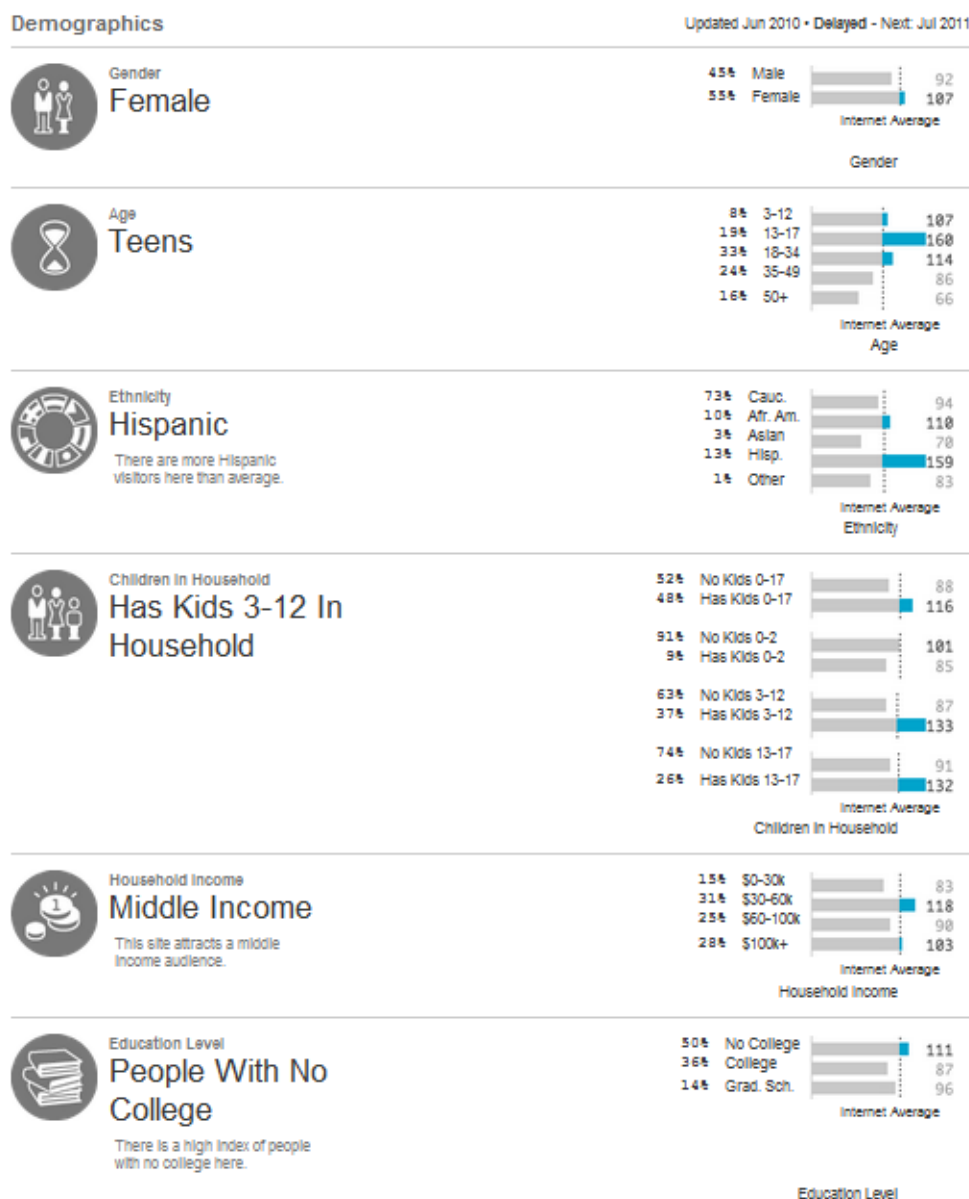 Demographics
Updated Jun 2010 • Delayed - Next: Jul 2011
Gender
Female
45% Male 92
55% Female 107
Internet Average
Gender
Age
Teens
8% 3-12 107
19% 13-17 160
33% 18-34 114
24% 35-49 86
16% 50+ 66
Internet Average
Age
Ethnicity
Hispanic
There are more Hispanic
visitors here than average.
73% Cauc. 94
10% Afr. Am. 110
3% Asian 70
13% Hisp. 159
1% Other 83
Internet Average
Ethnicity
Children in Household
Has Kids 3-12 In
Household
52% No Kids 0-17 88
48% Has Kids 0-17 116
91% No Kids 0-2 101
9% Has Kids 0-2 85
63% No Kids 3-12 87
37% Has Kids 3-12 133
74% No Kids 13-17 91
26% Has Kids 13-17 132
Internet Average
Children in Household
Household Income
1
Middle Income
This site attracts a middle
income audience.
15% $0-30k 83
31% $30-60k 118
25% $60-100k 90
28% $100k+ 103
Internet Average
Household Income
Education Level
People With No
College
There is a high index of people
with no college here.
50% No College 111
36% College 87
14% Grad. Sch. 96
Internet Average
Education Level